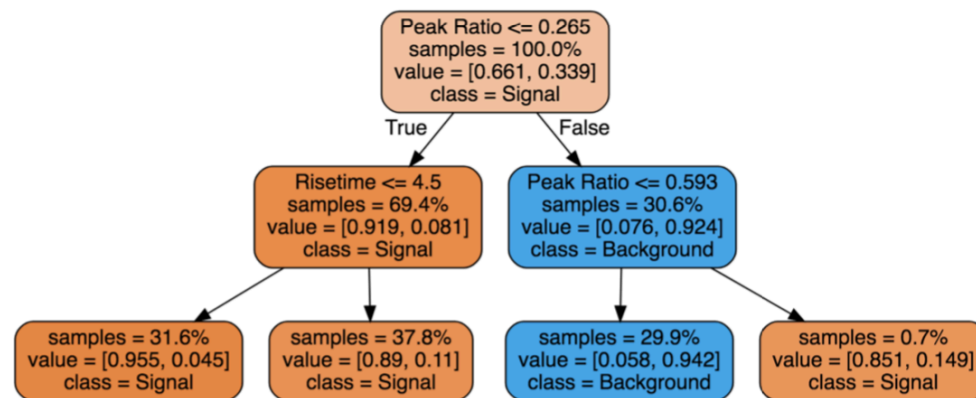 Peak Ratio <= 0.265
samples = 100.0%
value = [0.661, 0.339]
class = Signal
True
False
Risetime <= 4.5
samples = 69.4%
value = [0.919, 0.081]
class = Signal
Peak Ratio <= 0.593
samples = 30.6%
value = [0.076, 0.924]
class = Background
samples = 31.6%
value = [0.955, 0.045]
class = Signal
samples = 37.8%
value = [0.89, 0.11]
class = Signal
samples = 29.9%
value = [0.058, 0.942]
class = Background
samples = 0.7%
value = [0.851, 0.149]
class = Signal